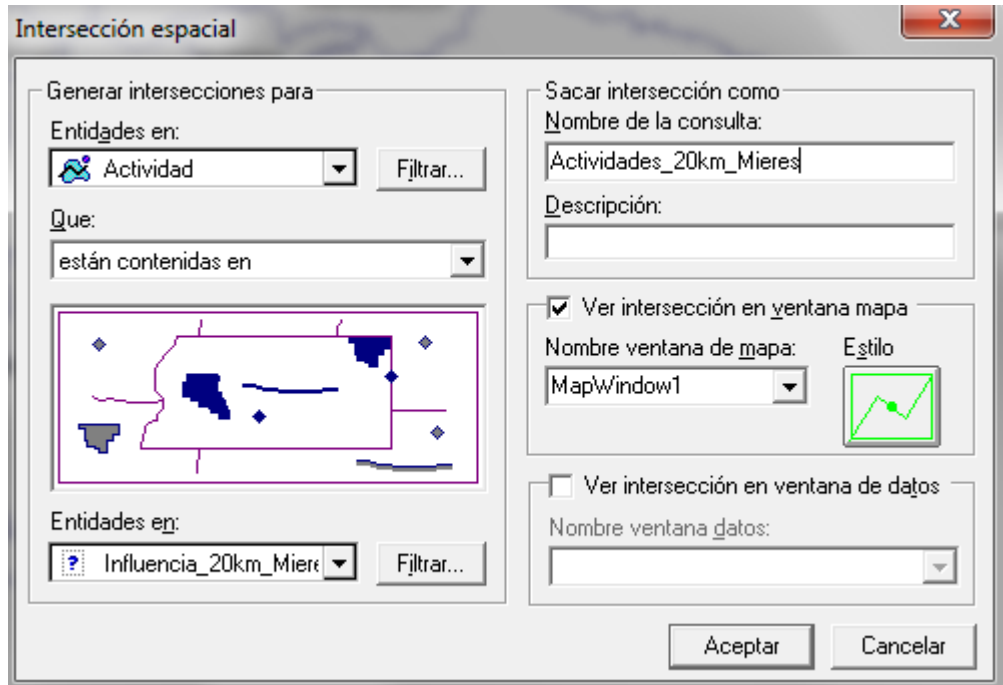 Intersección espacial
Generar intersecciones para
Entidades en:
Actividad
Filtrar...
Que:
están contenidas en
Entidades en:
Influencia_20km_Miere
Filtrar...
Sacar intersección como
Nombre de la consulta:
Actividades_20km_Mieres
Descripción:
Ver intersección en ventana mapa
Nombre ventana de mapa:
Estilo
MapWindow1
Ver intersección en ventana de datos
Nombre ventana datos:
Aceptar
Cancelar